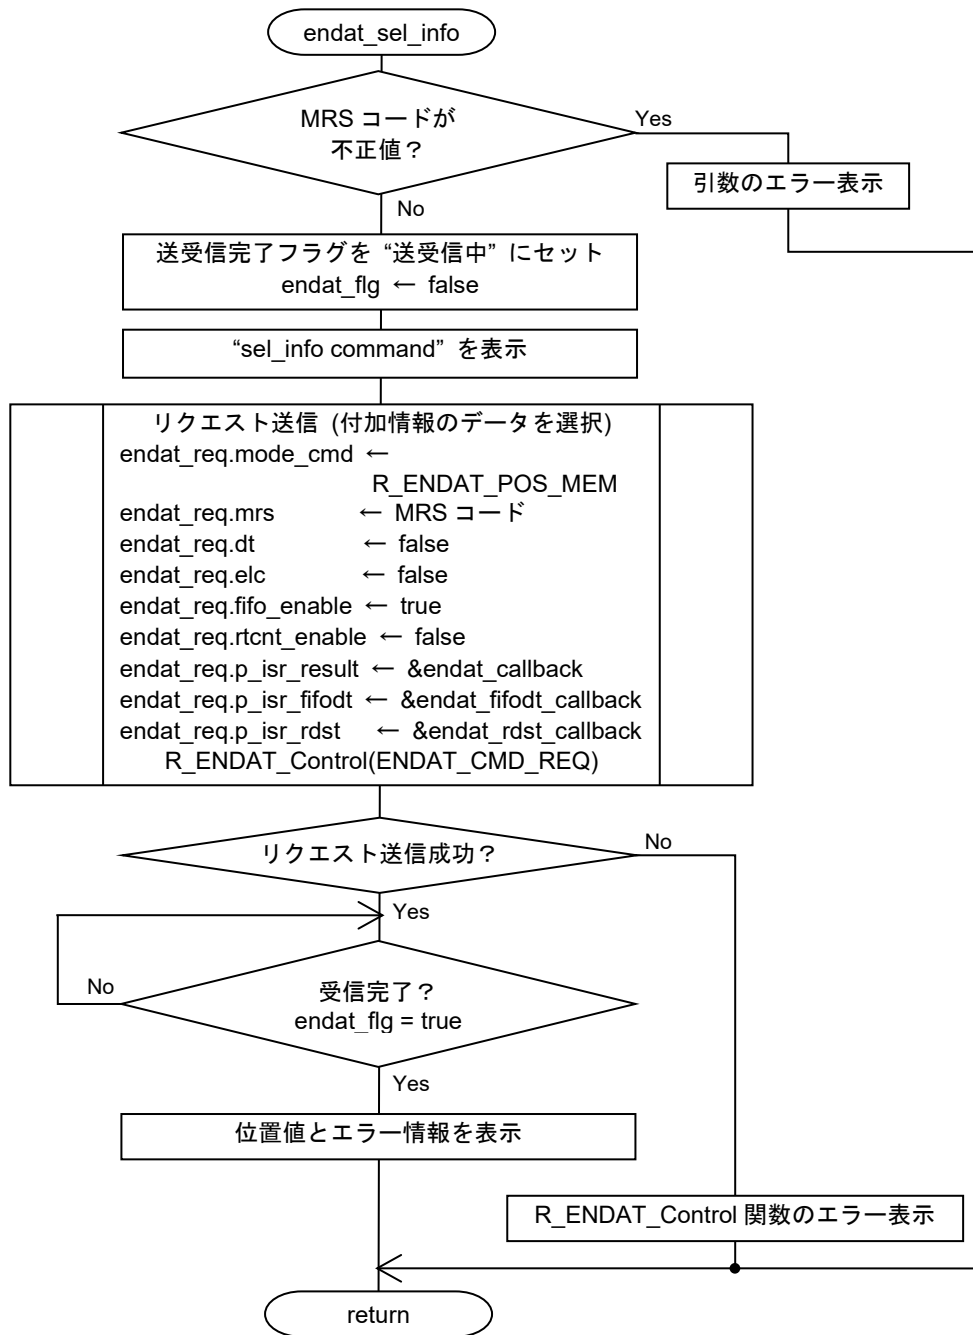 endat_sel_info
MRS コードが
不正値？
Yes
引数のエラー表示
No
送受信完了フラグを “送受信中” にセット
endat_flg ← false
“sel_info command” を表示
リクエスト送信 (付加情報のデータを選択)
endat_req.mode_cmd ←
R_ENDAT_POS_MEM
endat_req.mrs ← MRS コード
endat_req.dt ← false
endat_req.elc ← false
endat_req.fifo_enable ← true
endat_req.rtcnt_enable ← false
endat_req.p_isr_result ← &endat_callback
endat_req.p_isr_fifodt ← &endat_fifodt_callback
endat_req.p_isr_rdst ← &endat_rdst_callback
R_ENDAT_Control(ENDAT_CMD_REQ)
リクエスト送信成功？
No
Yes
No
受信完了？
endat_flg = true
Yes
位置値とエラー情報を表示
R_ENDAT_Control 関数のエラー表示
return